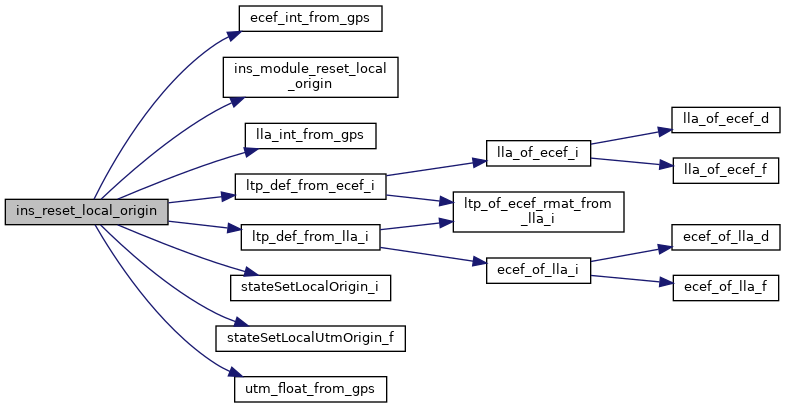 ins_reset_local_origin
ecef_int_from_gps
ins_module_reset_local
_origin
lla_int_from_gps
ltp_def_from_ecef_i
ltp_def_from_lla_i
stateSetLocalOrigin_i
stateSetLocalUtmOrigin_f
utm_float_from_gps
lla_of_ecef_i
ltp_of_ecef_rmat_from
_lla_i
ecef_of_lla_i
lla_of_ecef_d
lla_of_ecef_f
ecef_of_lla_d
ecef_of_lla_f